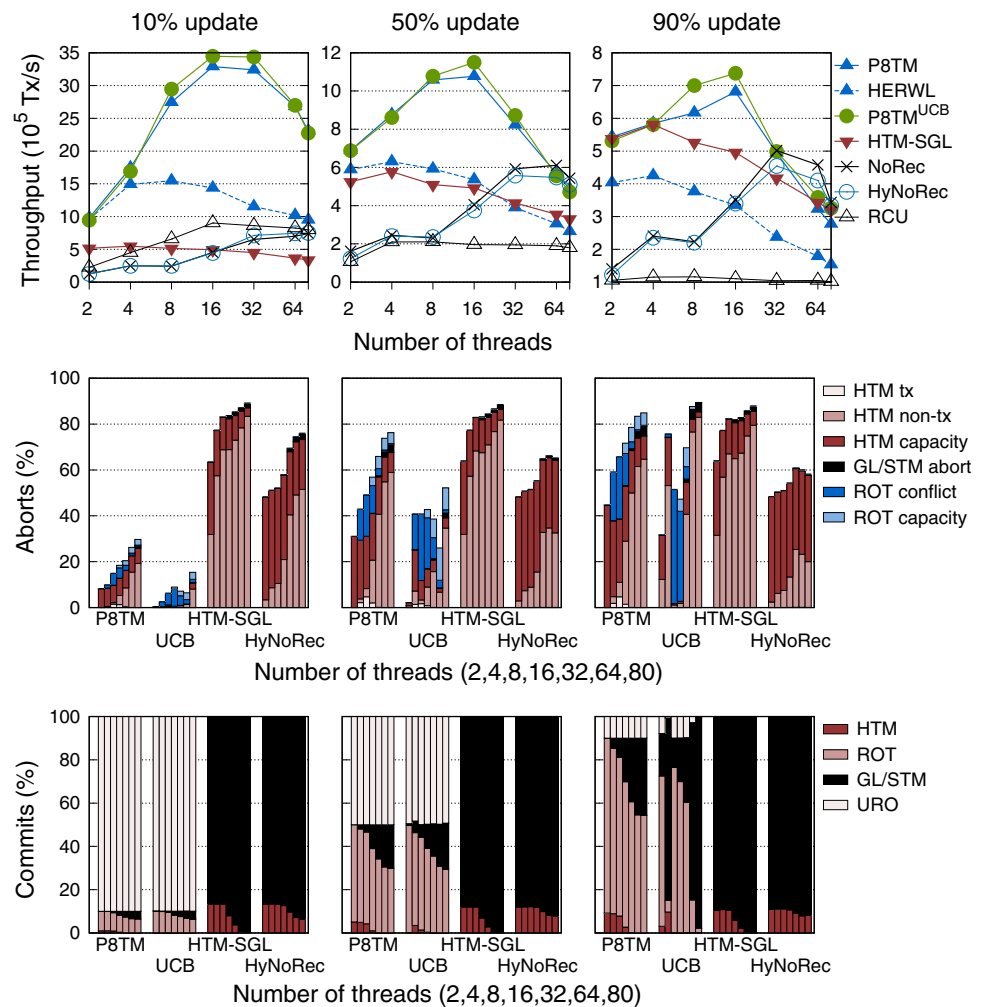 10% update
50% update
90% update
Throughput (10^5 Tx/s)
35
30
25
20
15
10
5
0
2 4 8 16 32 64
12
10
8
6
4
2
0
2 4 8 16 32 64
8
7
6
5
4
3
2
1
2 4 8 16 32 64
P8TM
HERWL
P8TM^UCB
HTM-SGL
NoRec
HyNoRec
RCU
Number of threads
Aborts (%)
100
80
60
40
20
0
HTM tx
HTM non-tx
HTM capacity
GL/STM abort
ROT conflict
ROT capacity
P8TM HTM-SGL
UCB HyNoRec
P8TM HTM-SGL
UCB HyNoRec
P8TM HTM-SGL
UCB HyNoRec
Number of threads (2,4,8,16,32,64,80)
Commits (%)
100
80
60
40
20
0
HTM
ROT
GL/STM
URO
P8TM HTM-SGL
UCB HyNoRec
P8TM HTM-SGL
UCB HyNoRec
P8TM HTM-SGL
UCB HyNoRec
Number of threads (2,4,8,16,32,64,80)